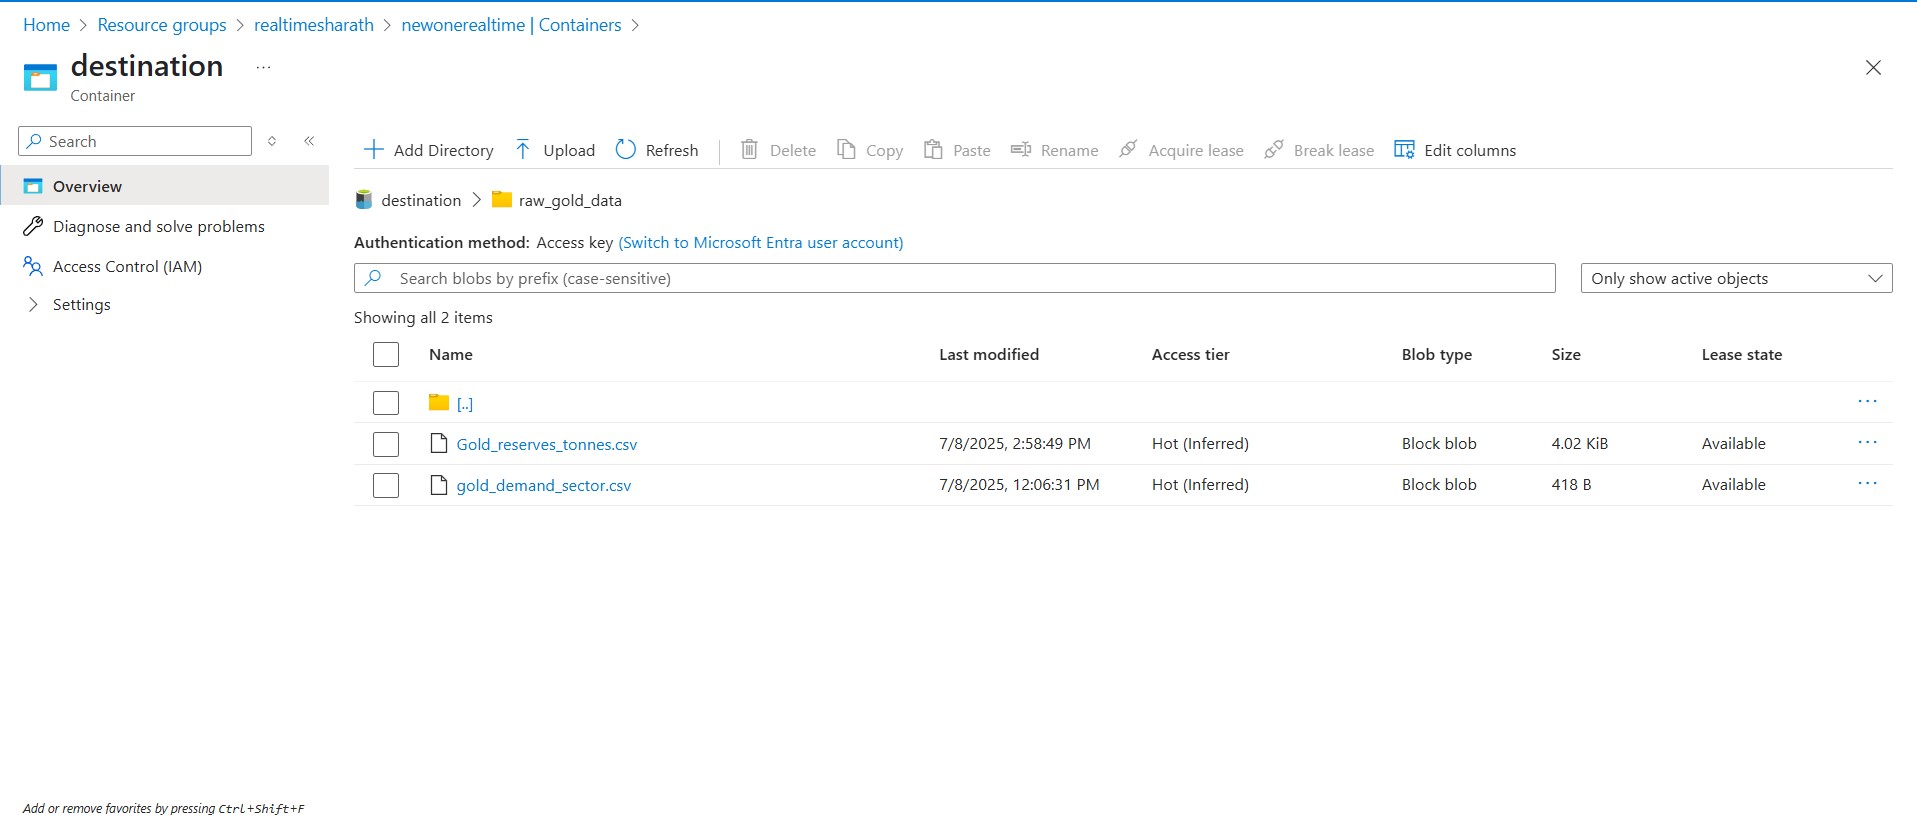 Home > Resource groups > realtimesharath > newonerealtime | Containers >
destination ...
Container
Search
Overview
Diagnose and solve problems
Access Control (IAM)
Settings
Add Directory Upload Refresh Delete Copy Paste Rename Acquire lease Break lease Edit columns
destination > raw_gold_data
Authentication method: Access key (Switch to Microsoft Entra user account)
Search blobs by prefix (case-sensitive) Only show active objects
Showing all 2 items
Name Last modified Access tier Blob type Size Lease state
[..] ...
Gold_reserves_tonnes.csv 7/8/2025, 2:58:49 PM Hot (Inferred) Block blob 4.02 KiB Available ...
gold_demand_sector.csv 7/8/2025, 12:06:31 PM Hot (Inferred) Block blob 418 B Available ...
Add or remove favorites by pressing Ctrl+Shift+F